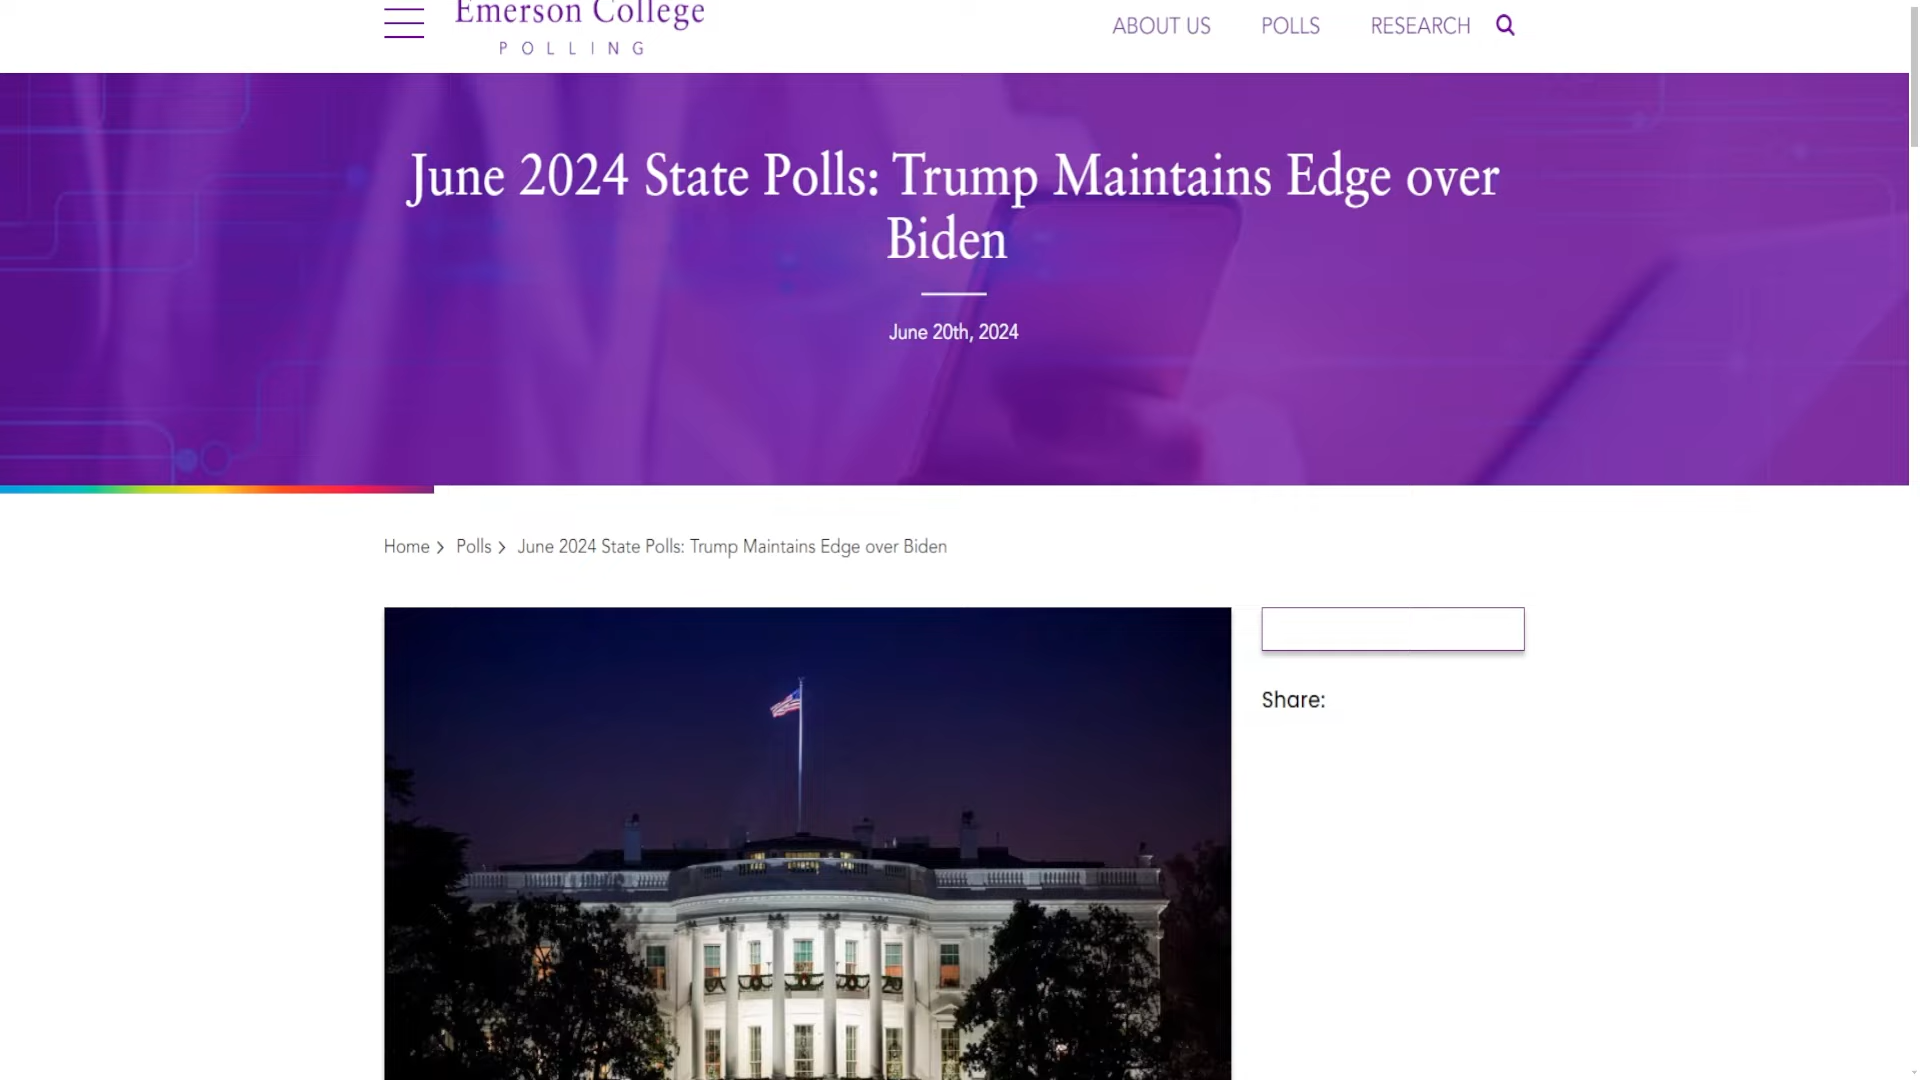 Emerson College
POLLING
ABOUT US
POLLS
RESEARCH
June 2024 State Polls: Trump Maintains Edge over
Biden
June 20th, 2024
Home > Polls > June 2024 State Polls: Trump Maintains Edge over Biden
Share: